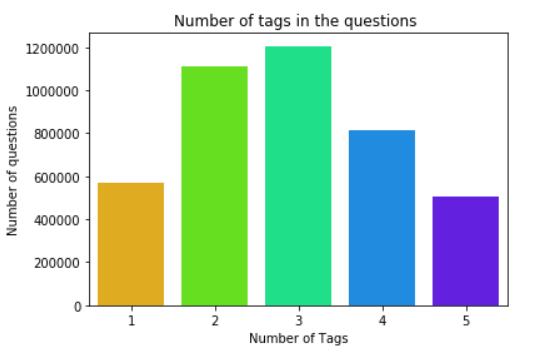 Number of tags in the questions
1200000
1000000
800000
600000
400000
200000
0
Number of questions
1 2 3 4 5
Number of Tags